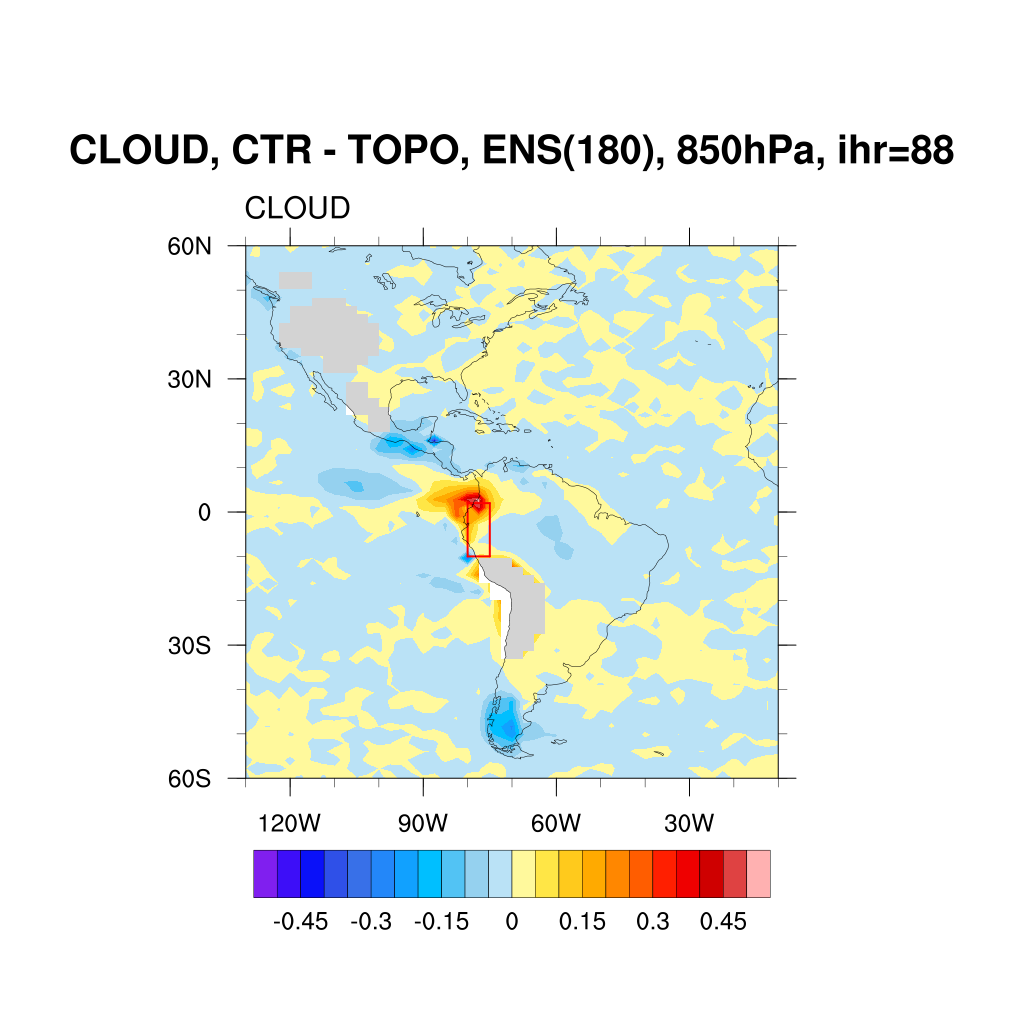 CLOUD, CTR - TOPO, ENS(180), 850hPa, ihr=88
CLOUD
60N
30N
0
30S
60S
120W 90W 60W 30W
-0.45 -0.3 -0.15 0 0.15 0.3 0.45